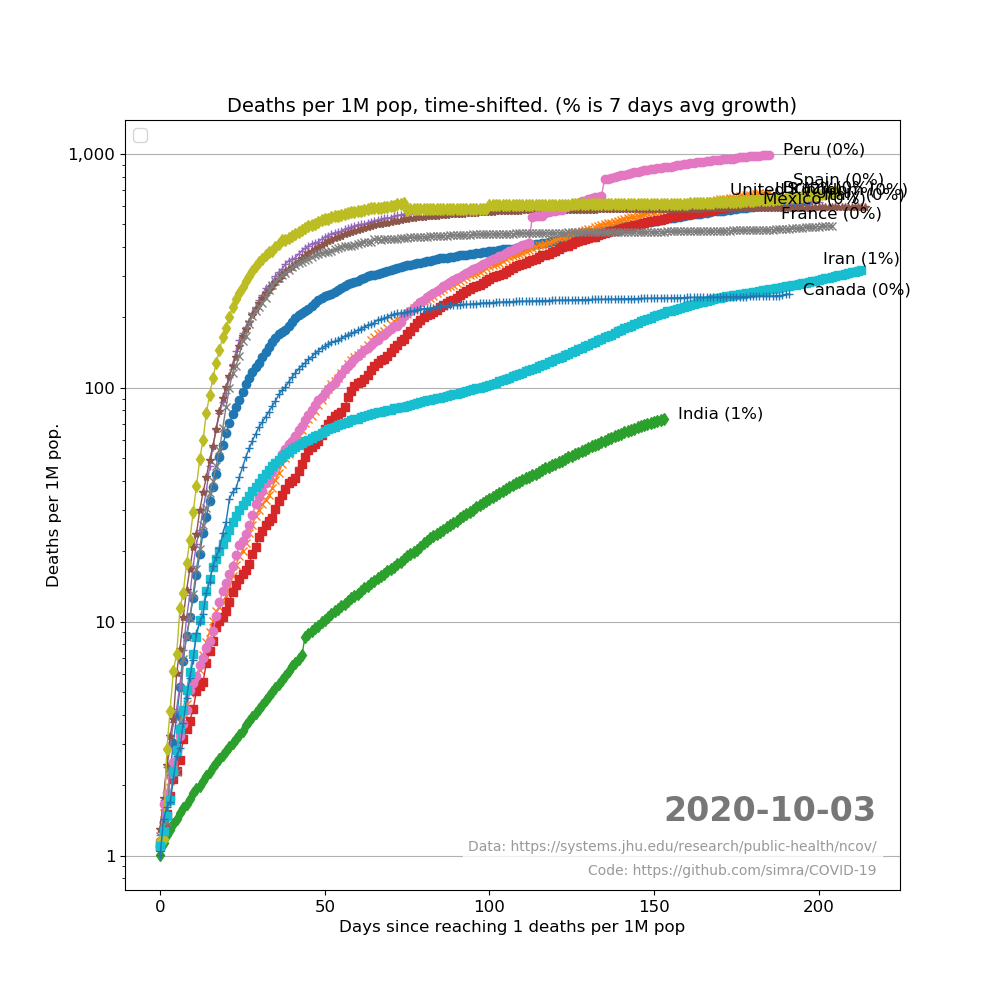 Deaths per 1M pop, time-shifted. (% is 7 days avg growth)
1,000
100
10
1
Deaths per 1M pop.
Peru (0%)
Spain (0%)
Mexico (0%)
France (0%)
Iran (1%)
Canada (0%)
India (1%)
2020-10-03
Data: https://systems.jhu.edu/research/public-health/ncov/
Code: https://github.com/simra/COVID-19
0 50 100 150 200
Days since reaching 1 deaths per 1M pop